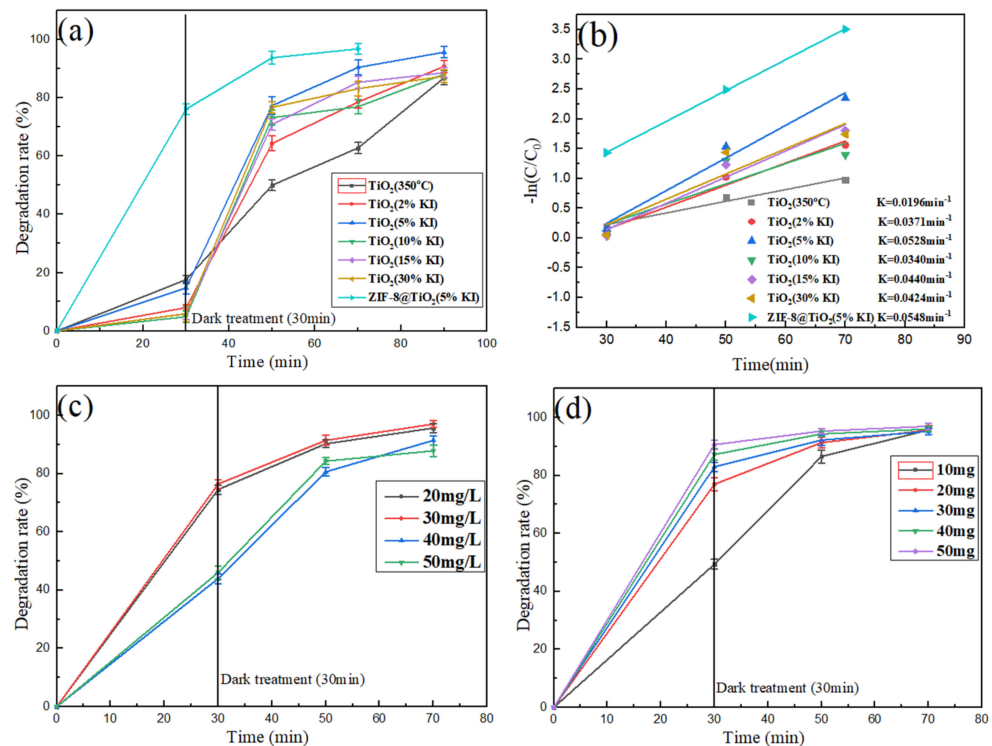 (a)
Degradation rate (%)
100
80
60
40
20
0
TiO2(350°C)
TiO2(2% KI)
TiO2(5% KI)
TiO2(10% KI)
TiO2(15% KI)
TiO2(30% KI)
ZIF-8@TiO2(5% KI)
Dark treatment (30min)
0 20 40 60 80 100
Time (min)
(b)
-ln(C/C0)
3.5
3.0
2.5
2.0
1.5
1.0
0.5
0.0
-0.5
-1.0
-1.5
TiO2(350°C) K=0.0196min-1
TiO2(2% KI) K=0.0371min-1
TiO2(5% KI) K=0.0528min-1
TiO2(10% KI) K=0.0340min-1
TiO2(15% KI) K=0.0440min-1
TiO2(30% KI) K=0.0424min-1
ZIF-8@TiO2(5% KI) K=0.0548min-1
30 40 50 60 70 80 90
Time(min)
(c)
Degradation rate (%)
100
80
60
40
20
0
20mg/L
30mg/L
40mg/L
50mg/L
Dark treatment (30min)
0 10 20 30 40 50 60 70 80
Time (min)
(d)
Degradation rate (%)
100
80
60
40
20
0
10mg
20mg
30mg
40mg
50mg
Dark treatment (30min)
0 10 20 30 40 50 60 70 80
Time (min)